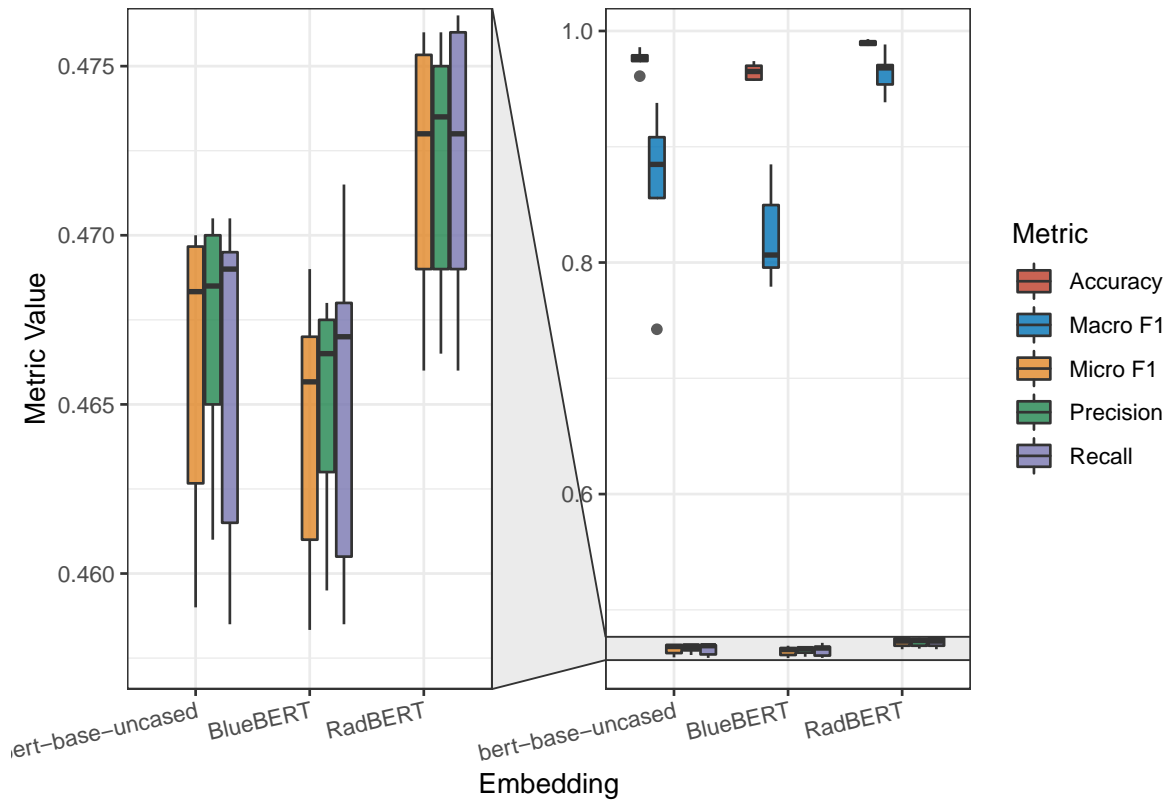 0.475
0.470
0.465
0.460
Metric Value
1.0
0.8
0.6
Metric
Accuracy
Macro F1
Micro F1
Precision
Recall
ert−base−uncased
BlueBERT
RadBERT
bert−base−uncased
BlueBERT
RadBERT
Embedding